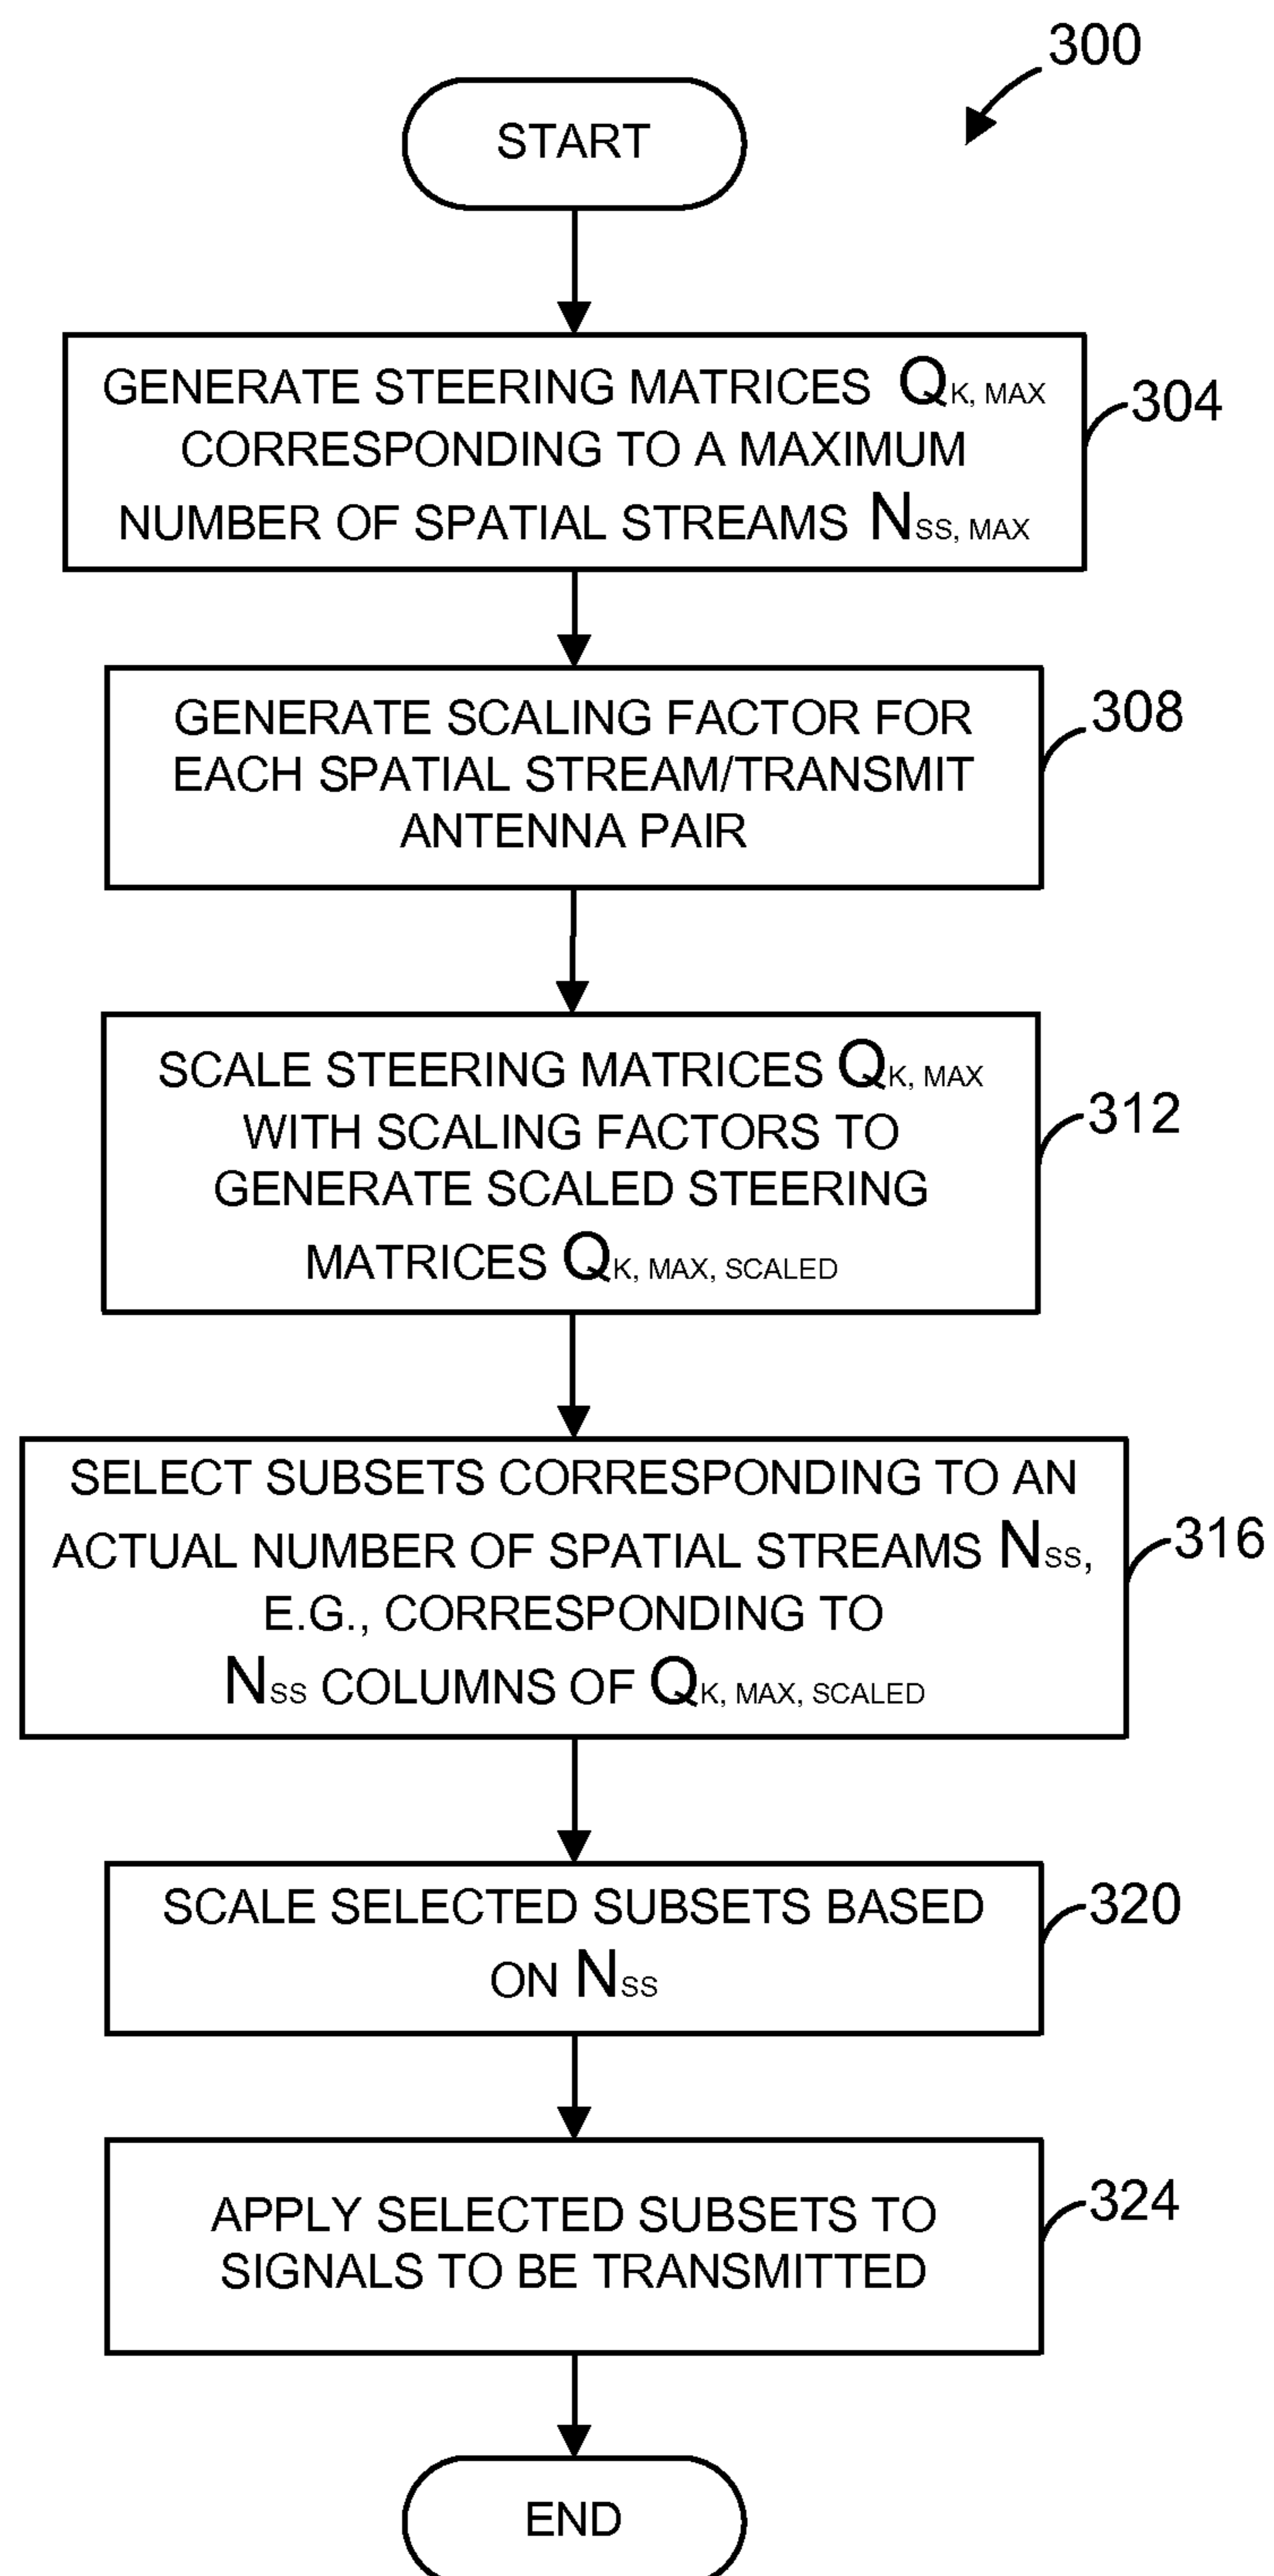 300
START
GENERATE STEERING MATRICES QK, MAX
CORRESPONDING TO A MAXIMUM
NUMBER OF SPATIAL STREAMS NSS, MAX
304
GENERATE SCALING FACTOR FOR
EACH SPATIAL STREAM/TRANSMIT
ANTENNA PAIR
308
SCALE STEERING MATRICES QK, MAX
WITH SCALING FACTORS TO
GENERATE SCALED STEERING
MATRICES QK, MAX, SCALED
312
SELECT SUBSETS CORRESPONDING TO AN
ACTUAL NUMBER OF SPATIAL STREAMS NSS,
E.G., CORRESPONDING TO
NSS COLUMNS OF QK, MAX, SCALED
316
SCALE SELECTED SUBSETS BASED
ON NSS
320
APPLY SELECTED SUBSETS TO
SIGNALS TO BE TRANSMITTED
324
END